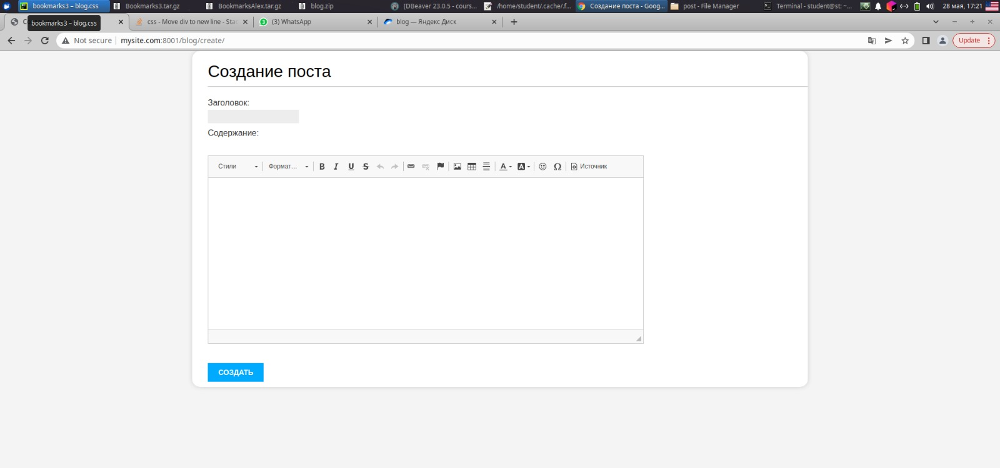 bookmarks3 – blog.css
Bookmarks3.tar.gz
BookmarksAlex.tar.gz
blog.zip
[DBeaver 23.0.5 - cours...
/home/student/.cache/.f...
Создание поста - Goog...
post - File Manager
Terminal - student@st: ~...
28 мая, 17:21
bookmarks3 – blog.css
css - Move div to new line - Stac
(3) WhatsApp
blog — Яндекс Диск
Not secure
mysite.com:8001/blog/create/
Update
Создание поста
Заголовок:
Содержание:
Стили
Формат...
B I U S
A
A
Ω
Источник
СОЗДАТЬ